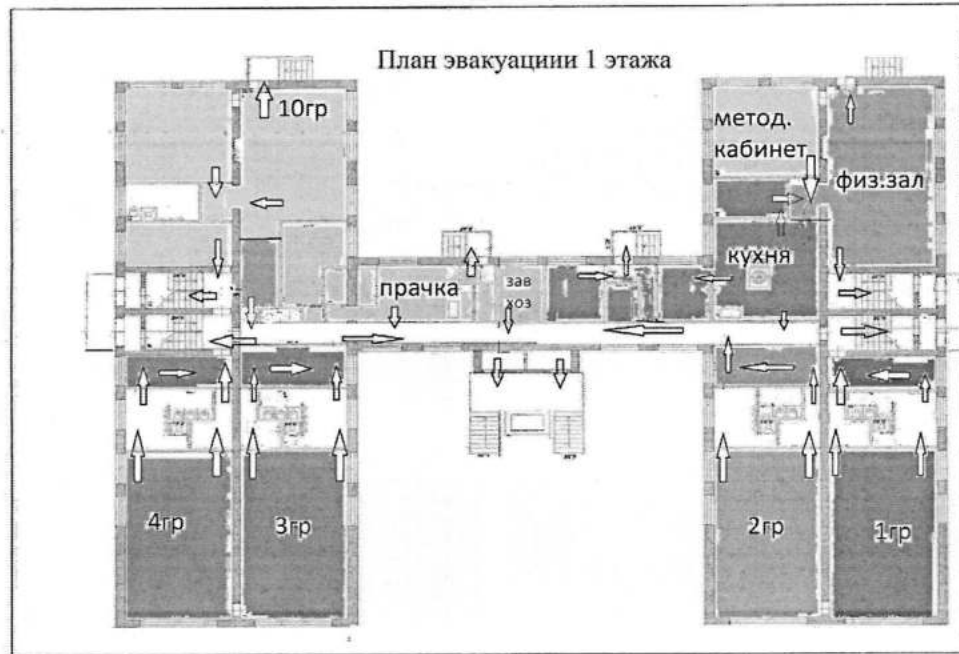 План эвакуациии 1 этажа
10гр
метод.
кабинет
физ.зал
кухня
прачка
зав
хоз
4гр
3гр
2гр
1гр